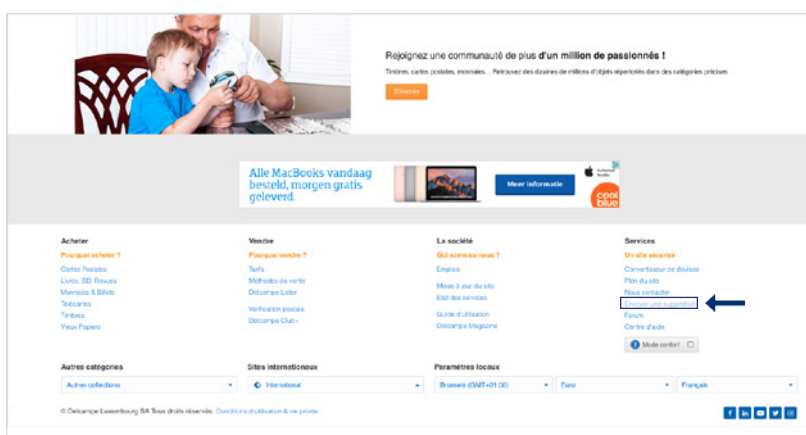 Rejoignez une communauté de plus d'un million de passionnés !
Timbres, cartes postales, monnaies... Retrouvez des dizaines de millions d'objets répertoriés dans des catégories précises
S'inscrire
Alle MacBooks vandaag
besteld, morgen gratis
geleverd.
Meer informatie
cool
blue
Acheter
Pourquoi acheter ?
Cartes Postales
Livres, BD, Revues
Monnaies & Billets
Télécartes
Timbres
Vieux Papiers
Vendre
Pourquoi vendre ?
Tarifs
Méthodes de vente
Delcampe Lister
Vérification postale
Delcampe Club+
La société
Qui sommes-nous ?
Emplois
Mises à jour du site
Etat des services
Guide d'utilisation
Delcampe Magazine
Services
Un site sécurisé
Convertisseur de devises
Plan du site
Nous contacter
Envoyer une suggestion
Forum
Centre d'aide
Mode confort
Autres catégories
Autres collections
Sites internationaux
International
Paramètres locaux
Brussels (GMT+01:00)
Euro
Français
© Delcampe Luxembourg SA Tous droits réservés. Conditions d'utilisation & vie privée.